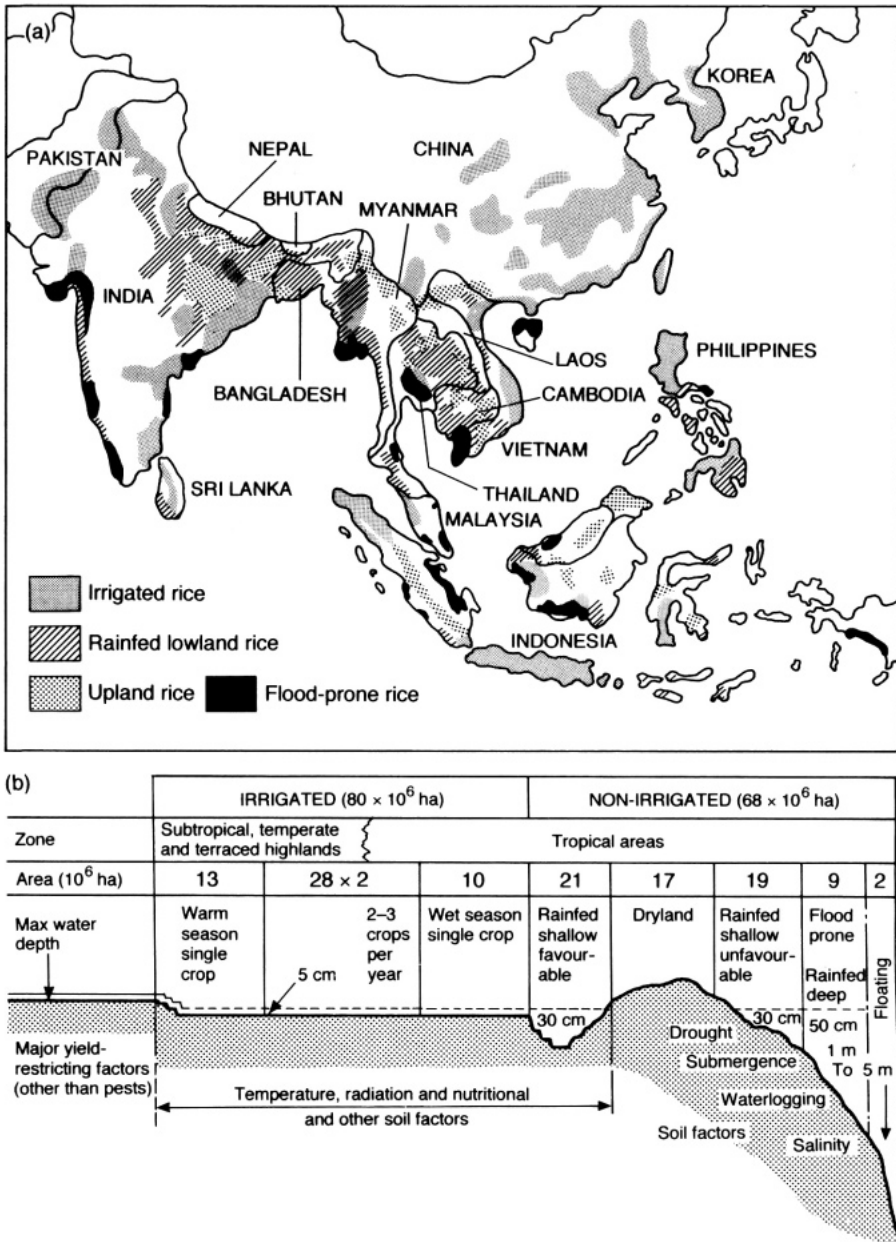 (a)
KOREA
PAKISTAN
NEPAL
CHINA
BHUTAN
MYANMAR
INDIA
LAOS
PHILIPPINES
BANGLADESH
CAMBODIA
VIETNAM
SRI LANKA
THAILAND
MALAYSIA
INDONESIA
Irrigated rice
Rainfed lowland rice
Upland rice
Flood-prone rice
(b)
IRRIGATED (80 × 10⁶ ha)
NON-IRRIGATED (68 × 10⁶ ha)
Zone
Subtropical, temperate
and terraced highlands
Tropical areas
Area (10⁶ ha)
13
28 × 2
10
21
17
19
9
2
Max water
depth
Warm
season
single
crop
5 cm
2–3
crops
per
year
Wet season
single crop
Rainfed
shallow
favour-
able
30 cm
Dryland
Rainfed
shallow
unfavour-
able
30 cm
Flood
prone
Rainfed
deep
50 cm
1 m
To 5 m
Floating
Major yield-
restricting factors
(other than pests)
Temperature, radiation and nutritional
and other soil factors
Drought
Submergence
Waterlogging
Soil factors
Salinity